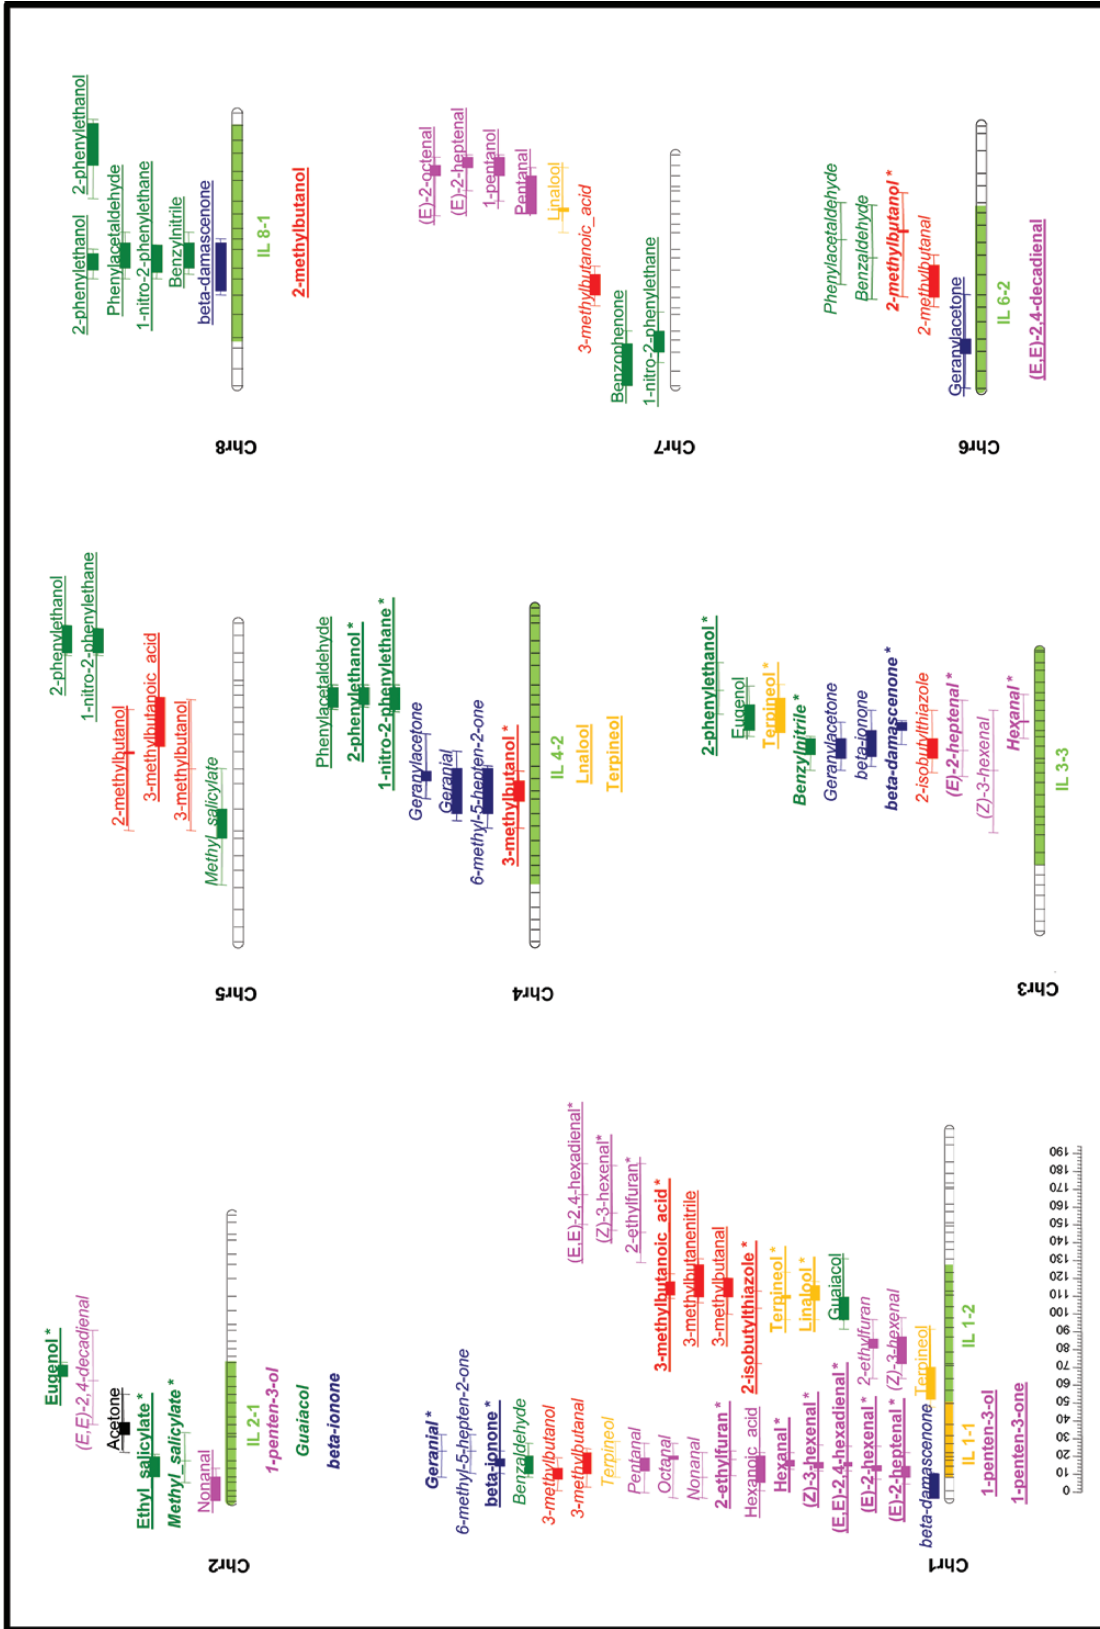 Geranial *
6-methyl-5-hepten-2-one
beta-ionone *
Benzaldehyde
3-methylbutanol
3-methylbutanal
Terpineol
Pentanal
Octanal
Nonanal
2-ethylfuran *
Hexanoic acid
Hexanal *
(Z)-3-hexenal *
(E,E)-2,4-hexadienal *
(E)-2-hexenal *
(E)-2-heptenal *
beta-damascenone
(E,E)-2,4-hexadienal*
(Z)-3-hexenal*
2-ethylfuran*
3-methylbutanoic acid *
3-methylbutanenitrile
3-methylbutanal
2-isobutylthiazole *
Terpineol *
Linalool *
Guaiacol
2-ethylfuran
(Z)-3-hexenal
Terpineol
Chr1
IL 1-1
IL 1-2
1-penten-3-ol
1-penten-3-one
0 10 20 30 40 50 60 70 80 90 100 110 120 130 140 150 160 170 180 190
Eugenol *
(E,E)-2,4-decadienal
Acetone
Ethyl salicylate *
Methyl_salicylate *
Nonanal
Chr2
IL 2-1
1-penten-3-ol
Guaiacol
beta-ionone
2-phenylethanol *
Eugenol
Terpineol *
Benzylnitrile *
Geranylacetone
beta-ionone
beta-damascenone *
2-isobutylthiazole
(E)-2-heptenal *
(Z)-3-hexenal
Hexanal *
Chr3
IL 3-3
Phenylacetaldehyde
2-phenylethanol *
1-nitro-2-phenylethane *
Geranylacetone
Geranial
6-methyl-5-hepten-2-one
3-methylbutanol *
Chr4
IL 4-2
Lnalool
Terpineol
2-phenylethanol
1-nitro-2-phenylethane
2-methylbutanol
3-methylbutanoic acid
3-methylbutanol
Methyl_salicylate
Chr5
Phenylacetaldehyde
Benzaldehyde
2-methylbutanol *
2-methylbutanal
Geranylacetone
Chr6
IL 6-2
(E,E)-2,4-decadienal
(E)-2-octenal
(E)-2-heptenal
1-pentanol
Pentanal
Linalool
3-methylbutanoic_acid
Benzophenone
1-nitro-2-phenylethane
Chr7
2-phenylethanol
2-phenylethanol
Phenylacetaldehyde
1-nitro-2-phenylethane
Benzylnitrile
beta-damascenone
Chr8
IL 8-1
2-methylbutanol